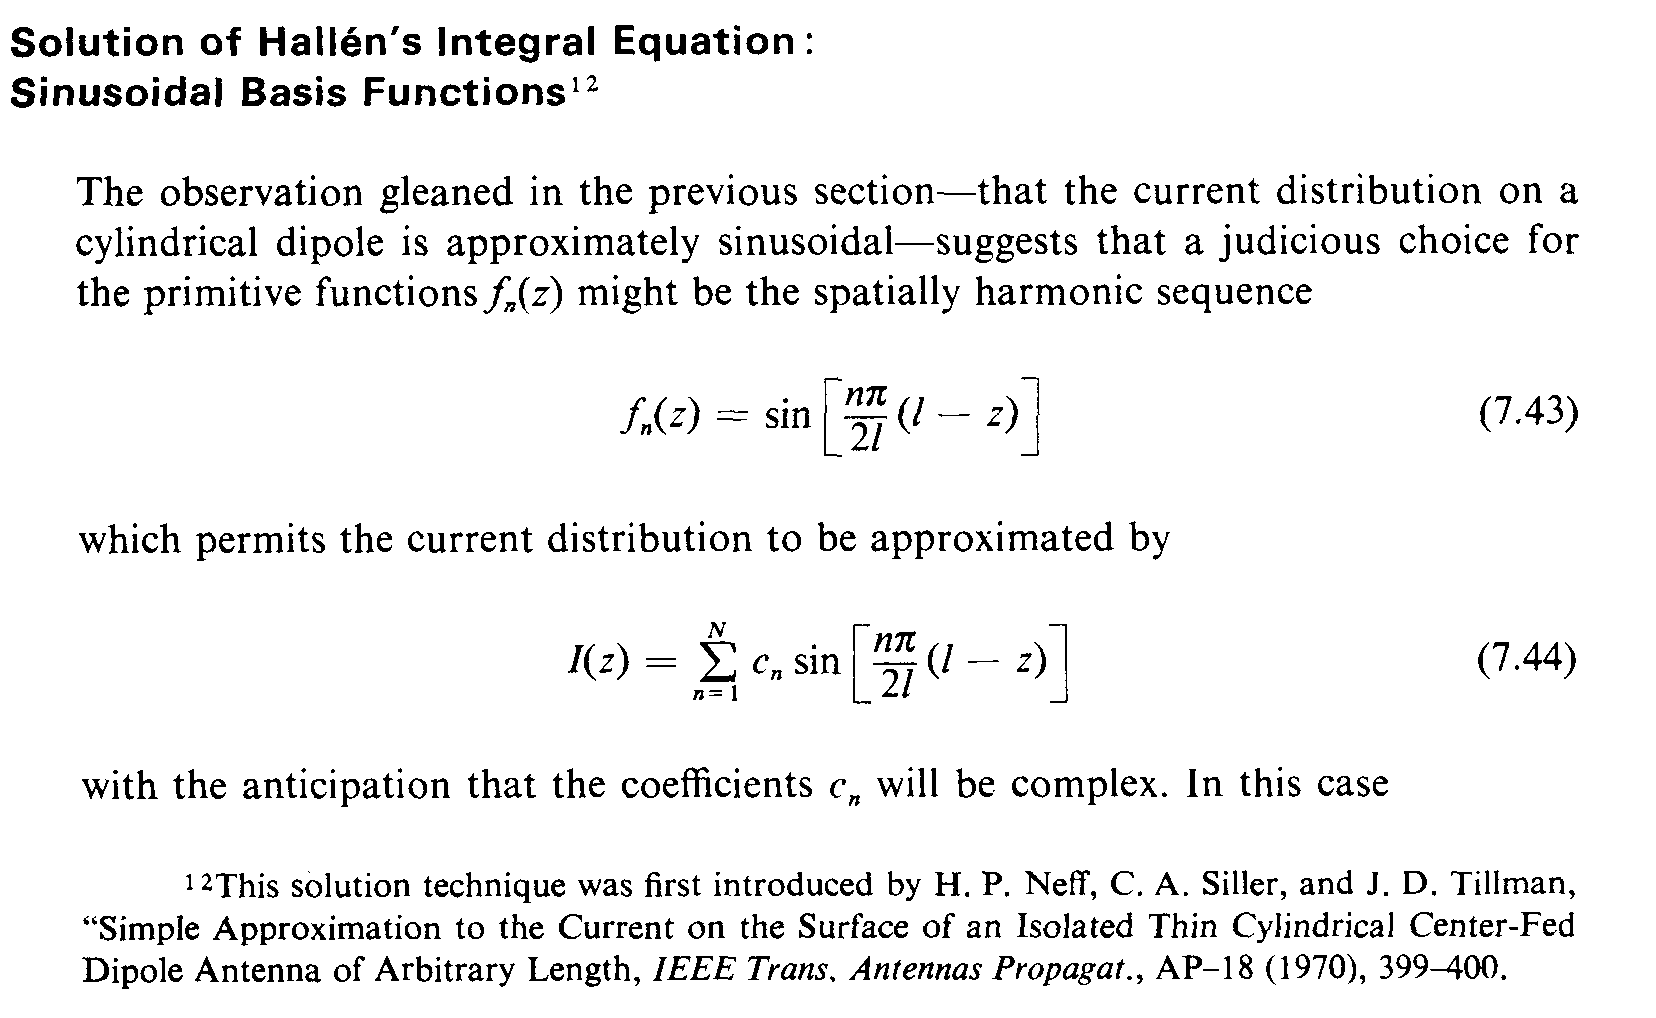 Solution of Hallén's Integral Equation:
Sinusoidal Basis Functions¹²
The observation gleaned in the previous section—that the current distribution on a
cylindrical dipole is approximately sinusoidal—suggests that a judicious choice for
the primitive functions fₙ(z) might be the spatially harmonic sequence
fₙ(z) = sin[nπ/2l (l − z)] (7.43)
which permits the current distribution to be approximated by
I(z) = ∑ₙ₌₁ᴺ cₙ sin[nπ/2l (l − z)] (7.44)
with the anticipation that the coefficients cₙ will be complex. In this case
¹²This solution technique was first introduced by H. P. Neff, C. A. Siller, and J. D. Tillman,
“Simple Approximation to the Current on the Surface of an Isolated Thin Cylindrical Center-Fed
Dipole Antenna of Arbitrary Length, IEEE Trans. Antennas Propagat., AP–18 (1970), 399–400.